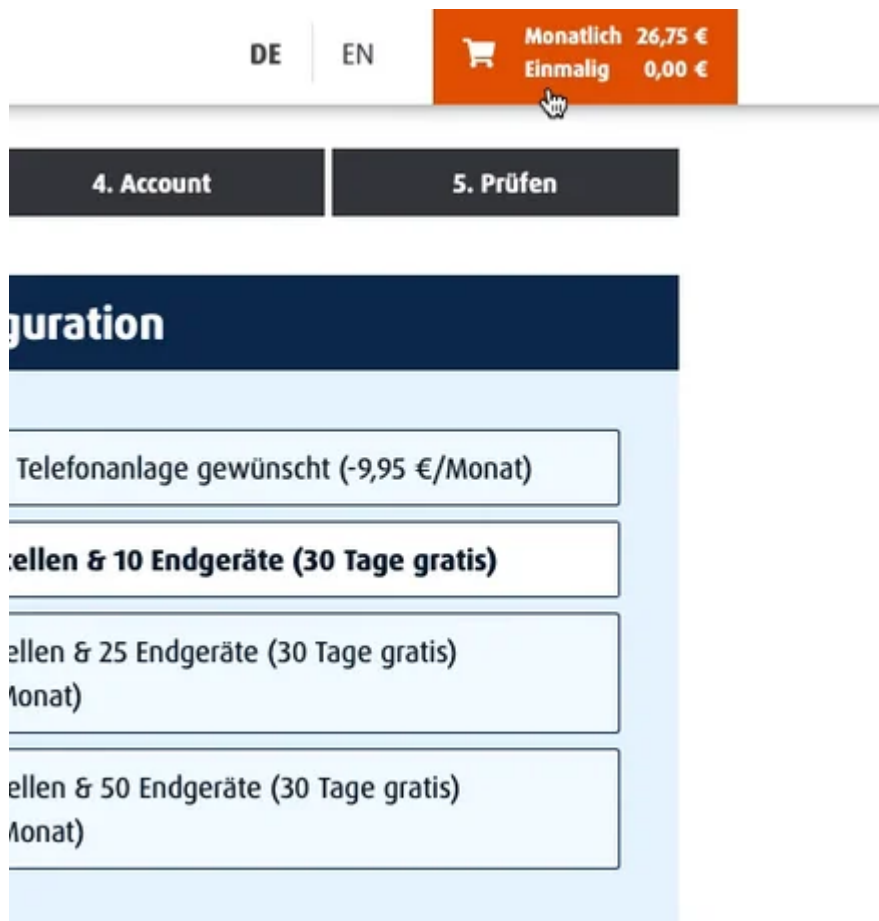 DE EN Monatlich 26,75 €
Einmalig 0,00 €
4. Account 5. Prüfen
guration
Telefonanlage gewünscht (-9,95 €/Monat)
ellen & 10 Endgeräte (30 Tage gratis)
ellen & 25 Endgeräte (30 Tage gratis)
Monat)
ellen & 50 Endgeräte (30 Tage gratis)
Monat)